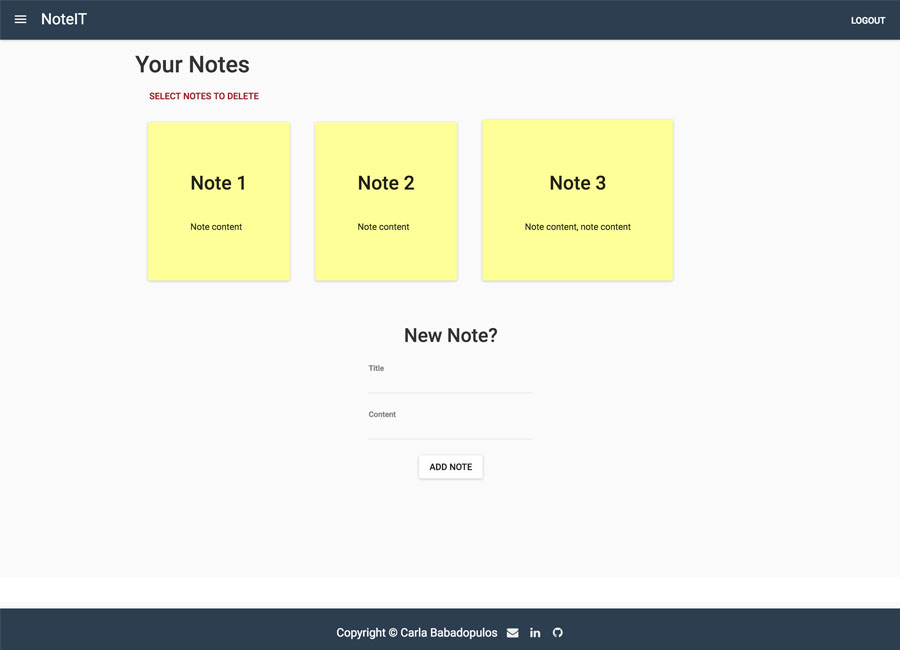 NoteIT
LOGOUT
Your Notes
SELECT NOTES TO DELETE
Note 1
Note content
Note 2
Note content
Note 3
Note content, note content
New Note?
Title
Content
ADD NOTE
Copyright © Carla Babadopulos